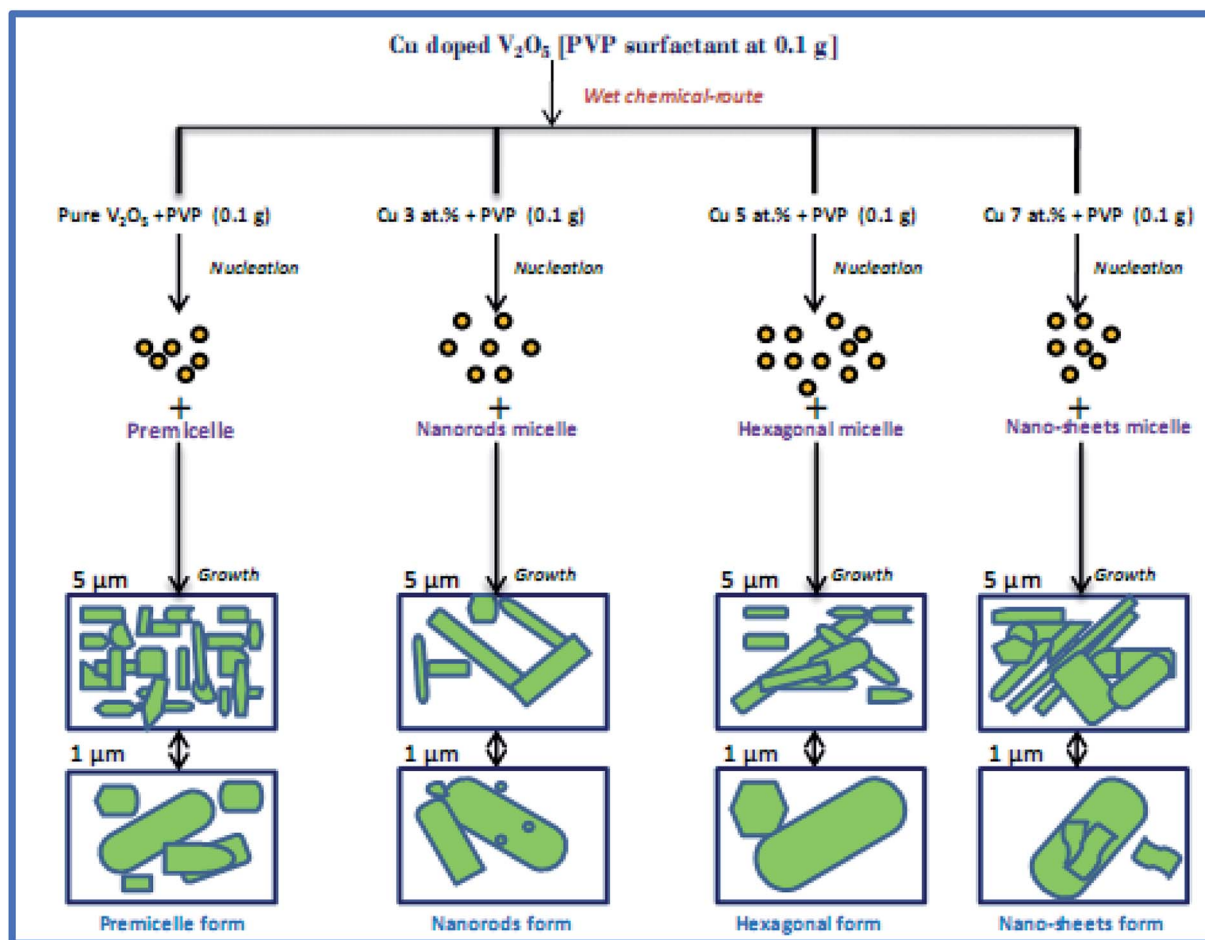 Cu doped V₂O₅ [PVP surfactant at 0.1 g]
Wet chemical-route
Pure V₂O₅ +PVP (0.1 g)
Cu 3 at.% + PVP (0.1 g)
Cu 5 at.% + PVP (0.1 g)
Cu 7 at.% + PVP (0.1 g)
Nucleation
Nucleation
Nucleation
Nucleation
+
+
+
+
Premicelle
Nanorods micelle
Hexagonal micelle
Nano-sheets micelle
5 µm
Growth
5 µm
Growth
5 µm
Growth
5 µm
Growth
1 µm
1 µm
1 µm
1 µm
Premicelle form
Nanorods form
Hexagonal form
Nano-sheets form